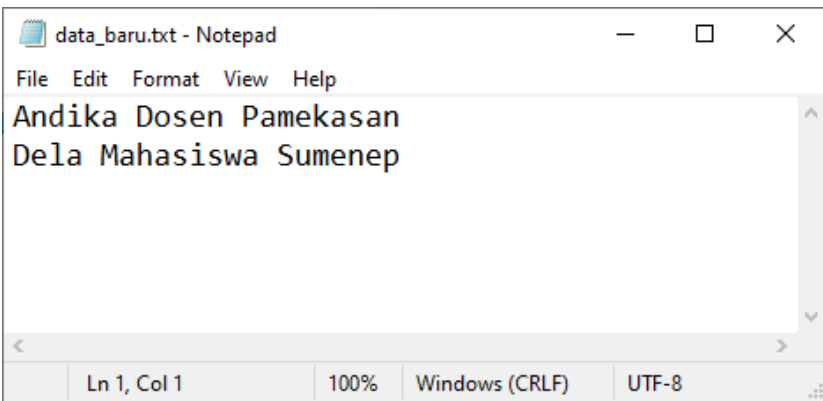 data_baru.txt - Notepad
File Edit Format View Help
Andika Dosen Pamekasan
Dela Mahasiswa Sumenep
Ln 1, Col 1 100% Windows (CRLF) UTF-8